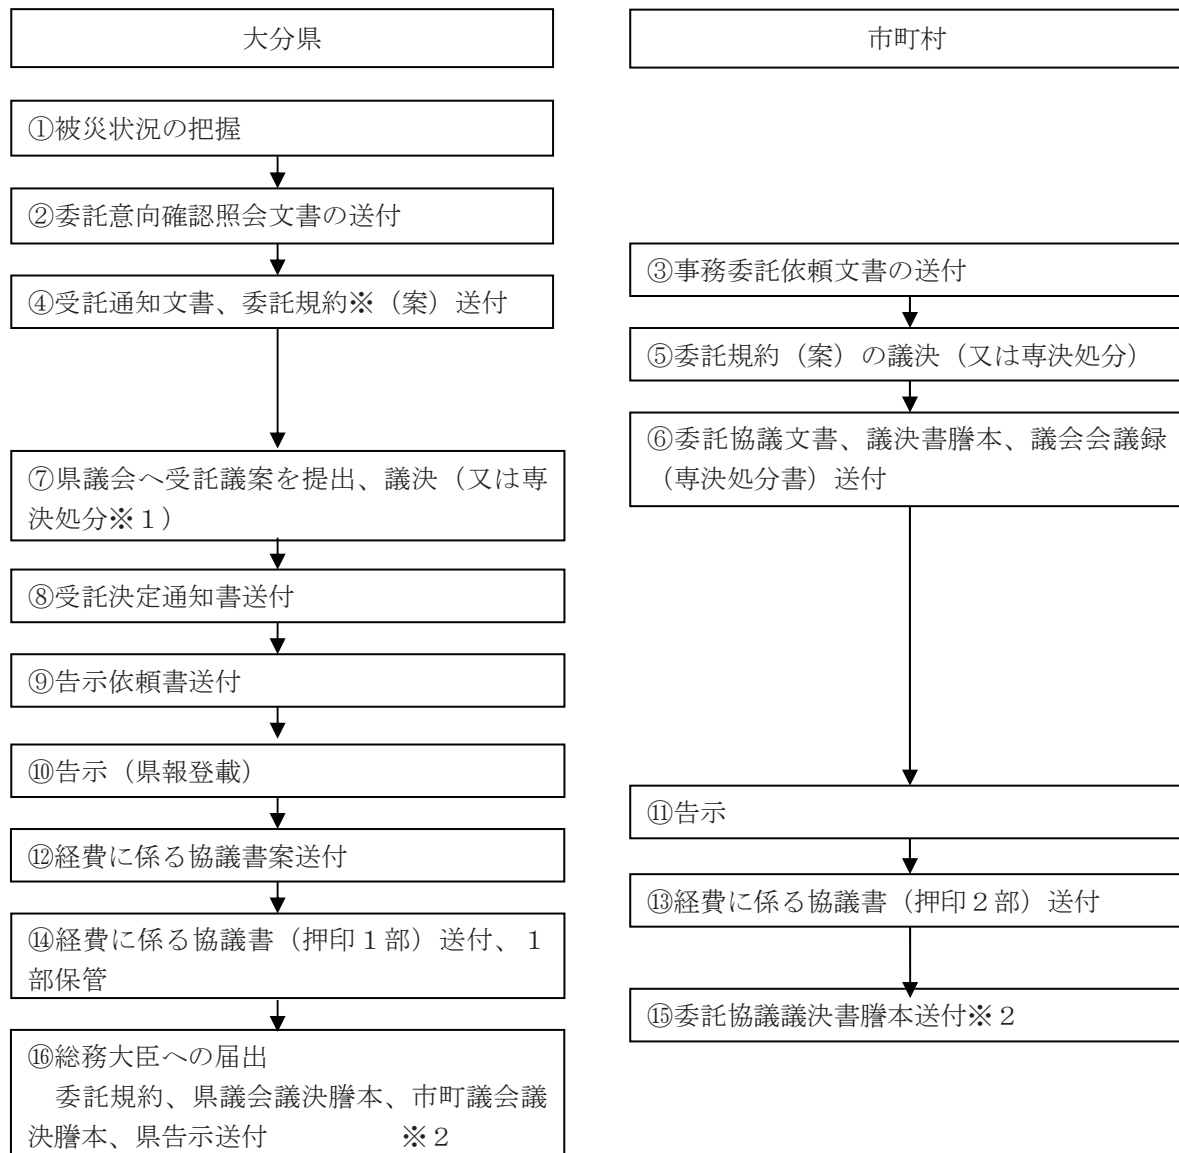 大分県
市町村
①被災状況の把握
②委託意向確認照会文書の送付
③事務委託依頼文書の送付
④受託通知文書、委託規約※（案）送付
⑤委託規約（案）の議決（又は専決処分）
⑥委託協議文書、議決書謄本、議会会議録
（専決処分書）送付
⑦県議会へ受託議案を提出、議決（又は専
決処分※１）
⑧受託決定通知書送付
⑨告示依頼書送付
⑩告示（県報登載）
⑪告示
⑫経費に係る協議書案送付
⑬経費に係る協議書（押印２部）送付
⑭経費に係る協議書（押印１部）送付、１
部保管
⑮委託協議議決書謄本送付※２
⑯総務大臣への届出
委託規約、県議会議決謄本、市町議会議
決謄本、県告示送付　※２